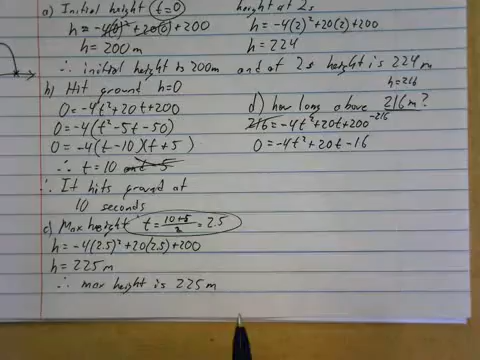 a) Initial height (t=0)
h = -4(0)² + 20(0) + 200
h = 200m
height at 2s
h = -4(2)² + 20(2) + 200
h = 224
∴ initial height is 200m and at 2s height is 224m
b) Hit ground h=0
0 = -4t² + 20t + 200
0 = -4(t² - 5t - 50)
0 = -4(t - 10)(t + 5)
∴ t = 10 and -5
∴ It hits ground at
10 seconds
c) Max height t = (10+-5)/2 = 2.5
h = -4(2.5)² + 20(2.5) + 200
h = 225m
∴ max height is 225m
h=216
d) how long above 216m?
216 = -4t² + 20t + 200 -216
0 = -4t² + 20t - 16